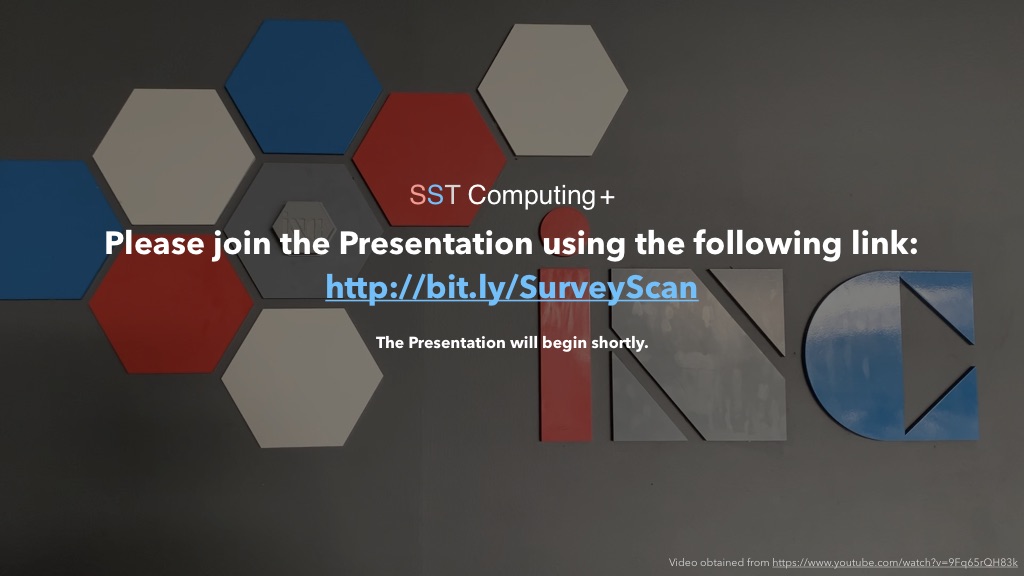 SST Computing+
Please join the Presentation using the following link:
http://bit.ly/SurveyScan
The Presentation will begin shortly.
iNC
Video obtained from https://www.youtube.com/watch?v=9Fq65rQH83k